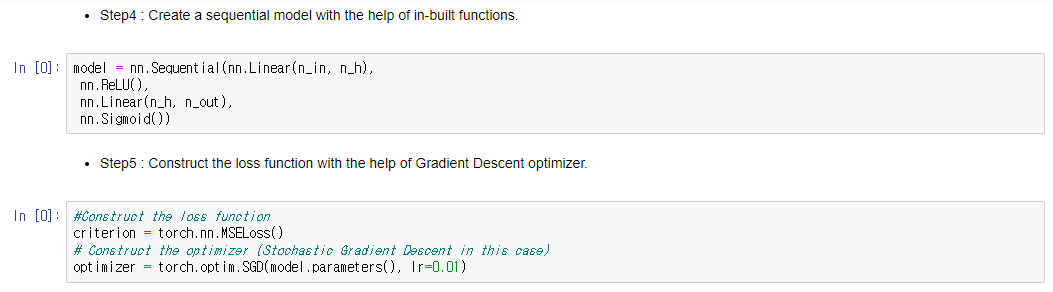 • Step4 : Create a sequential model with the help of in-built functions.
In [0]: model = nn.Sequential(nn.Linear(n_in, n_h),
nn.ReLU(),
nn.Linear(n_h, n_out),
nn.Sigmoid())
• Step5 : Construct the loss function with the help of Gradient Descent optimizer.
In [0]: #Construct the loss function
criterion = torch.nn.MSELoss()
# Construct the optimizer (Stochastic Gradient Descent in this case)
optimizer = torch.optim.SGD(model.parameters(), lr=0.01)